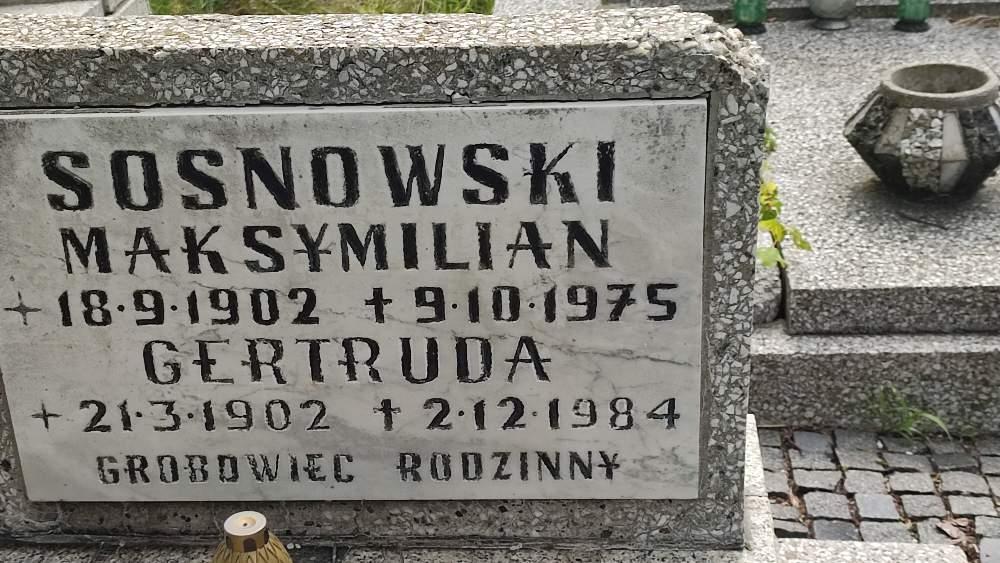 SOSNOWSKI
MAKSYMILIAN
18·9·1902 ✝ 9·10·1975
GERTRUDA
21·3·1902 ✝ 2·12·1984
GROBOWIEC RODZINNY